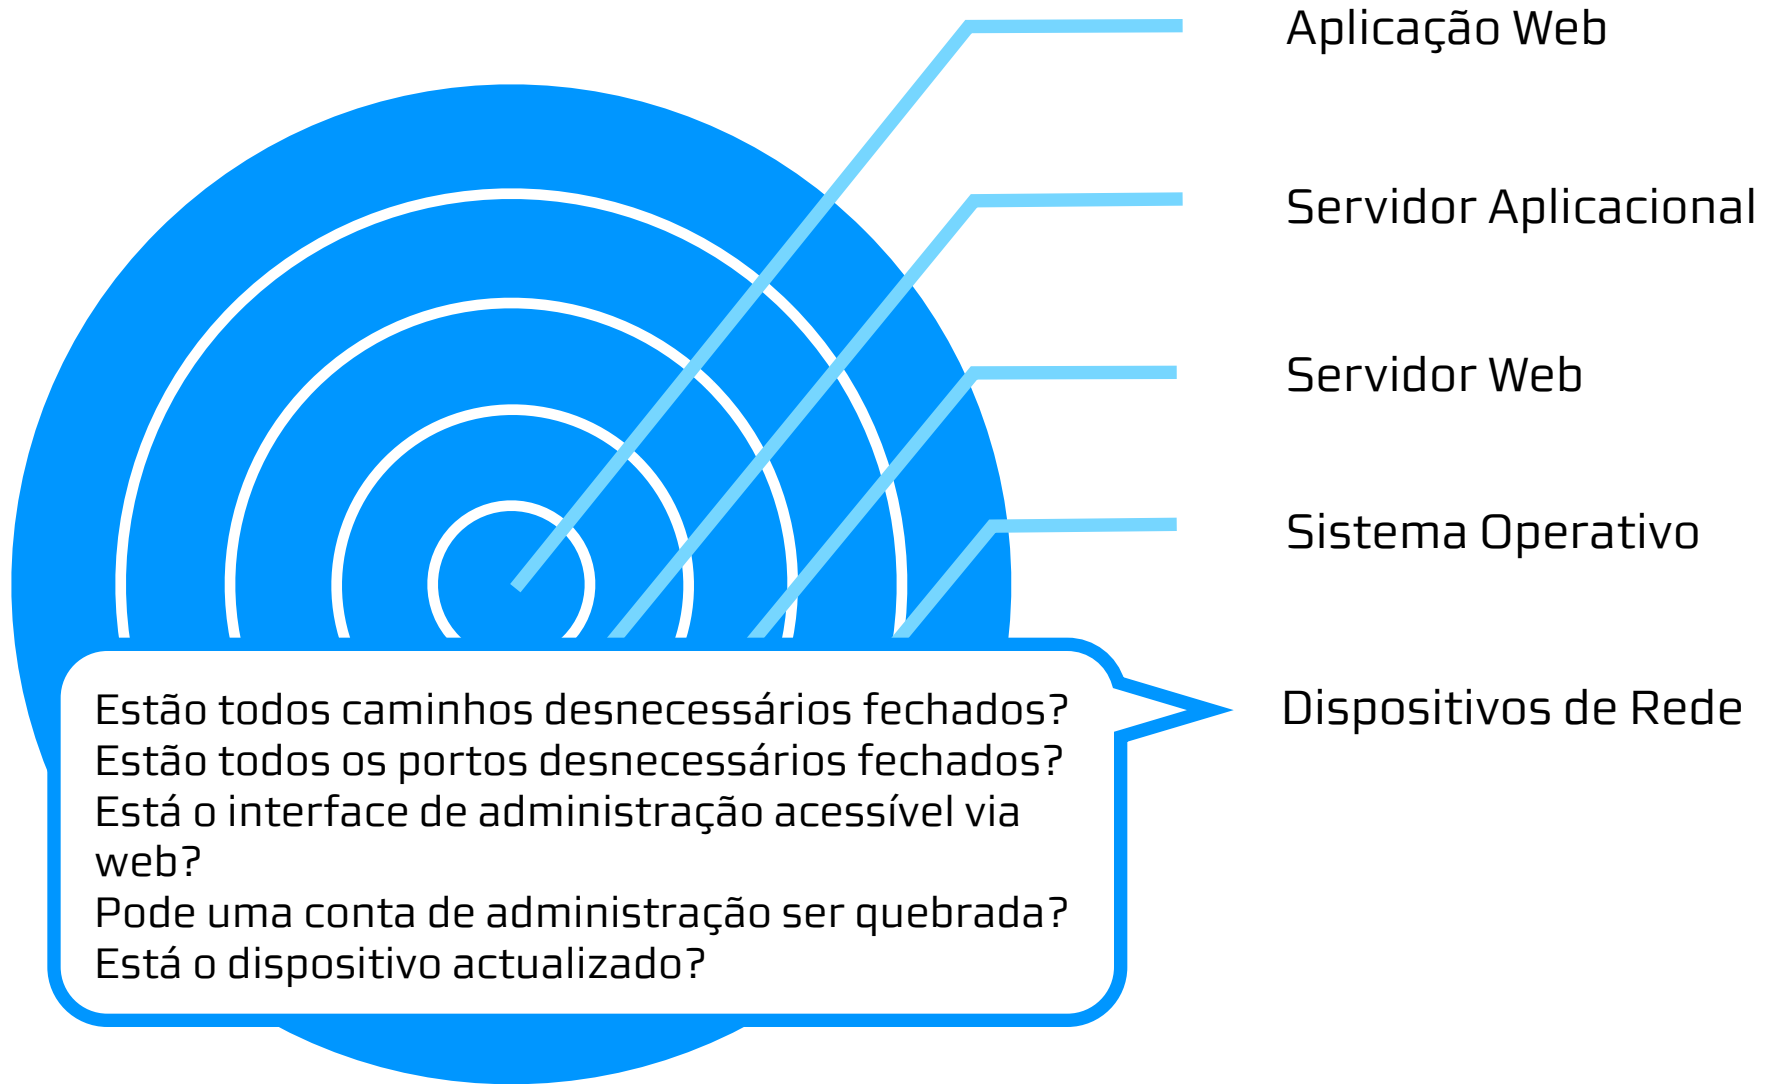 Aplicação Web
Servidor Aplicacional
Servidor Web
Sistema Operativo
Dispositivos de Rede
Estão todos caminhos desnecessários fechados?
Estão todos os portos desnecessários fechados?
Está o interface de administração acessível via
web?
Pode uma conta de administração ser quebrada?
Está o dispositivo actualizado?